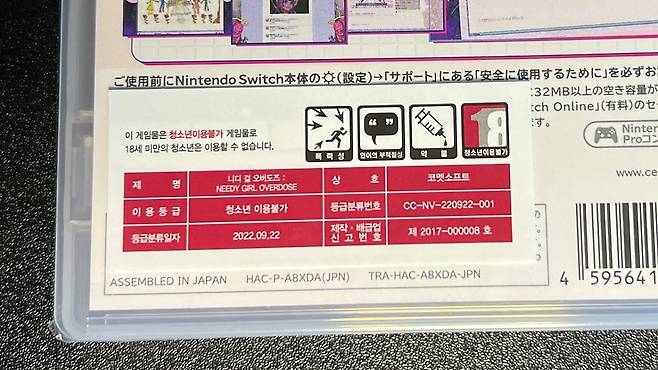 ご使用前にNintendo Switch本体の(設定)→「サポート」にある「安全に使用するために」を必ずお
32MB以上の空き容量が
tch Online」(有料)のセー
이 게임물은 청소년이용불가 게임물로
18세 미만의 청소년은 이용할 수 없습니다.
폭력성 언어의 부적절성 약물 18 청소년이용불가
Ninten
Proコン
제 명 니디 걸 오버도즈 : NEEDY GIRL OVERDOSE 상 호 코멧소프트
이용등급 청소년 이용불가 등급분류번호 CC-NV-220922-001
등급분류일자 2022.09.22 제작·배급업 신고번호 제 2017-000008 호
www.ce
ASSEMBLED IN JAPAN HAC-P-A8XDA(JPN) TRA-HAC-A8XDA-JPN
4 595641